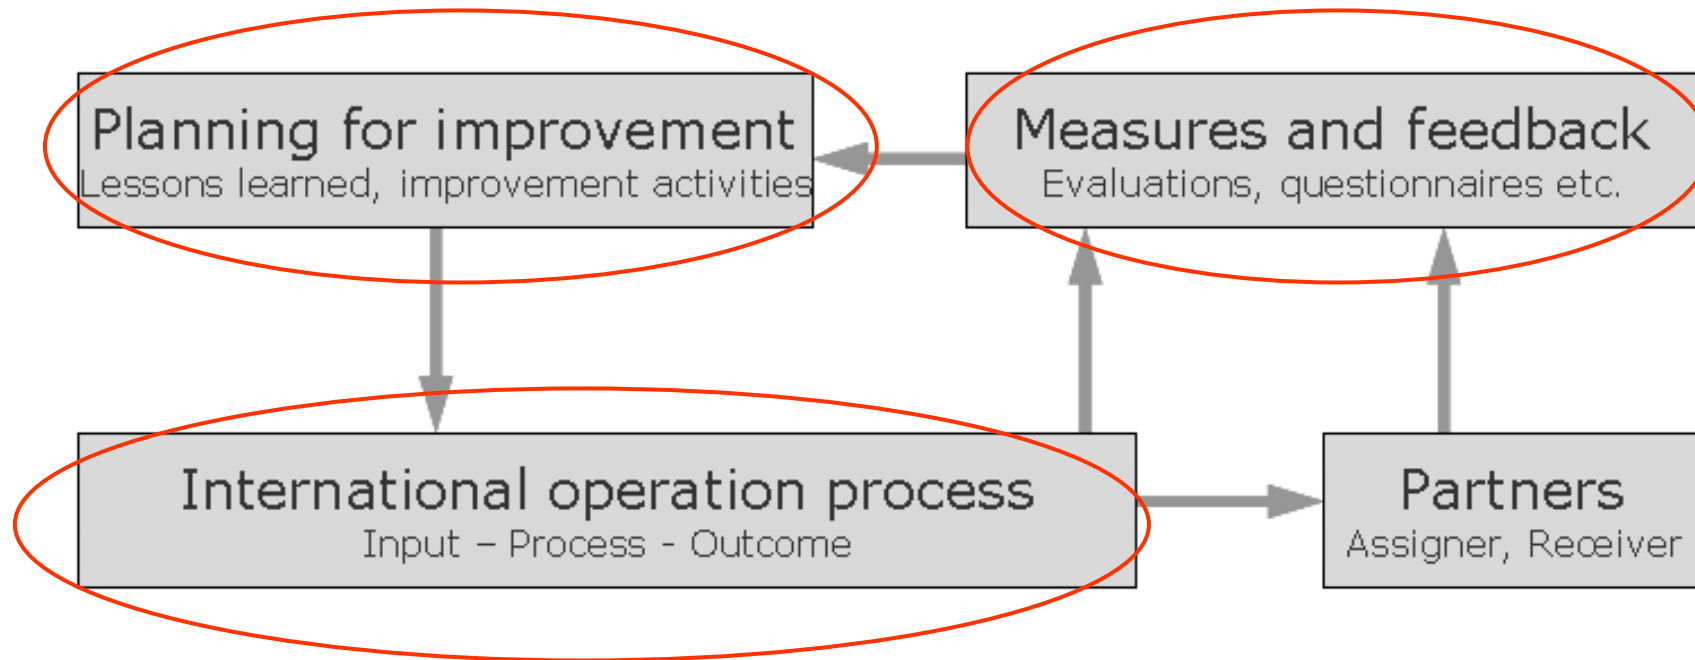 Planning for improvement
Lessons learned, improvement activities
Measures and feedback
Evaluations, questionnaires etc.
International operation process
Input – Process - Outcome
Partners
Assigner, Receiver